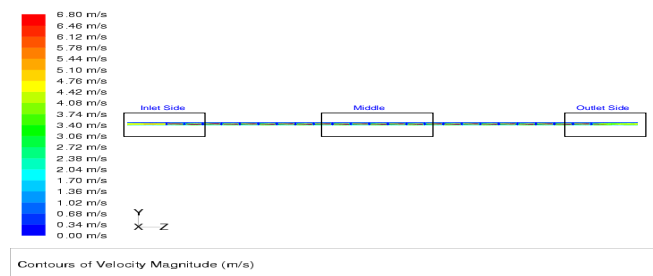 6.80 m/s
6.46 m/s
6.12 m/s
5.78 m/s
5.44 m/s
5.10 m/s
4.76 m/s
4.42 m/s
4.08 m/s
3.74 m/s
3.40 m/s
3.06 m/s
2.72 m/s
2.38 m/s
2.04 m/s
1.70 m/s
1.36 m/s
1.02 m/s
0.68 m/s
0.34 m/s
0.00 m/s
Inlet Side Middle Outlet Side
Y
X Z
Contours of Velocity Magnitude (m/s)